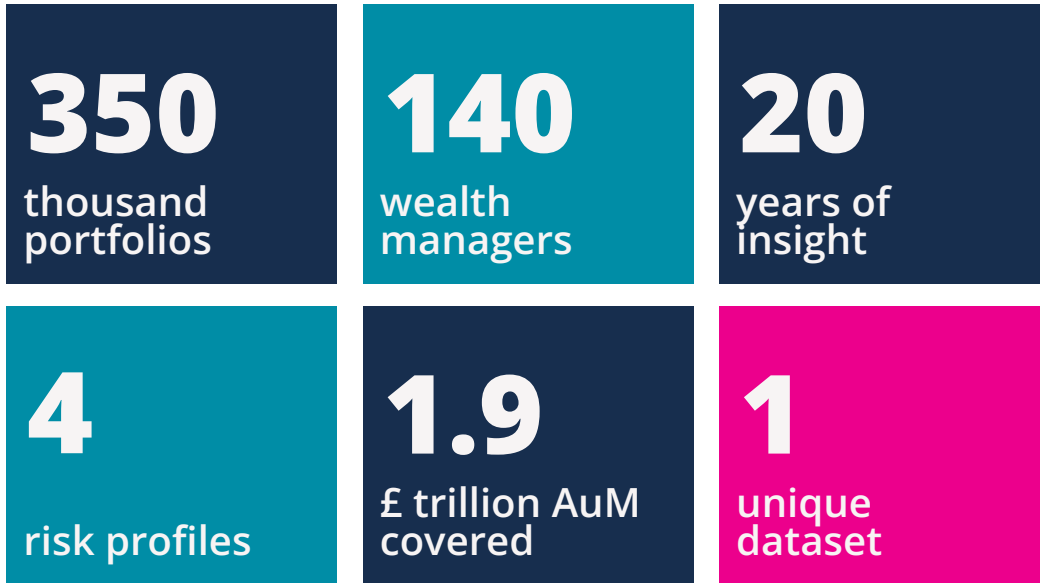 350
thousand
portfolios
140
wealth
managers
20
years of
insight
4
risk profiles
1.9
£ trillion AuM
covered
1
unique
dataset